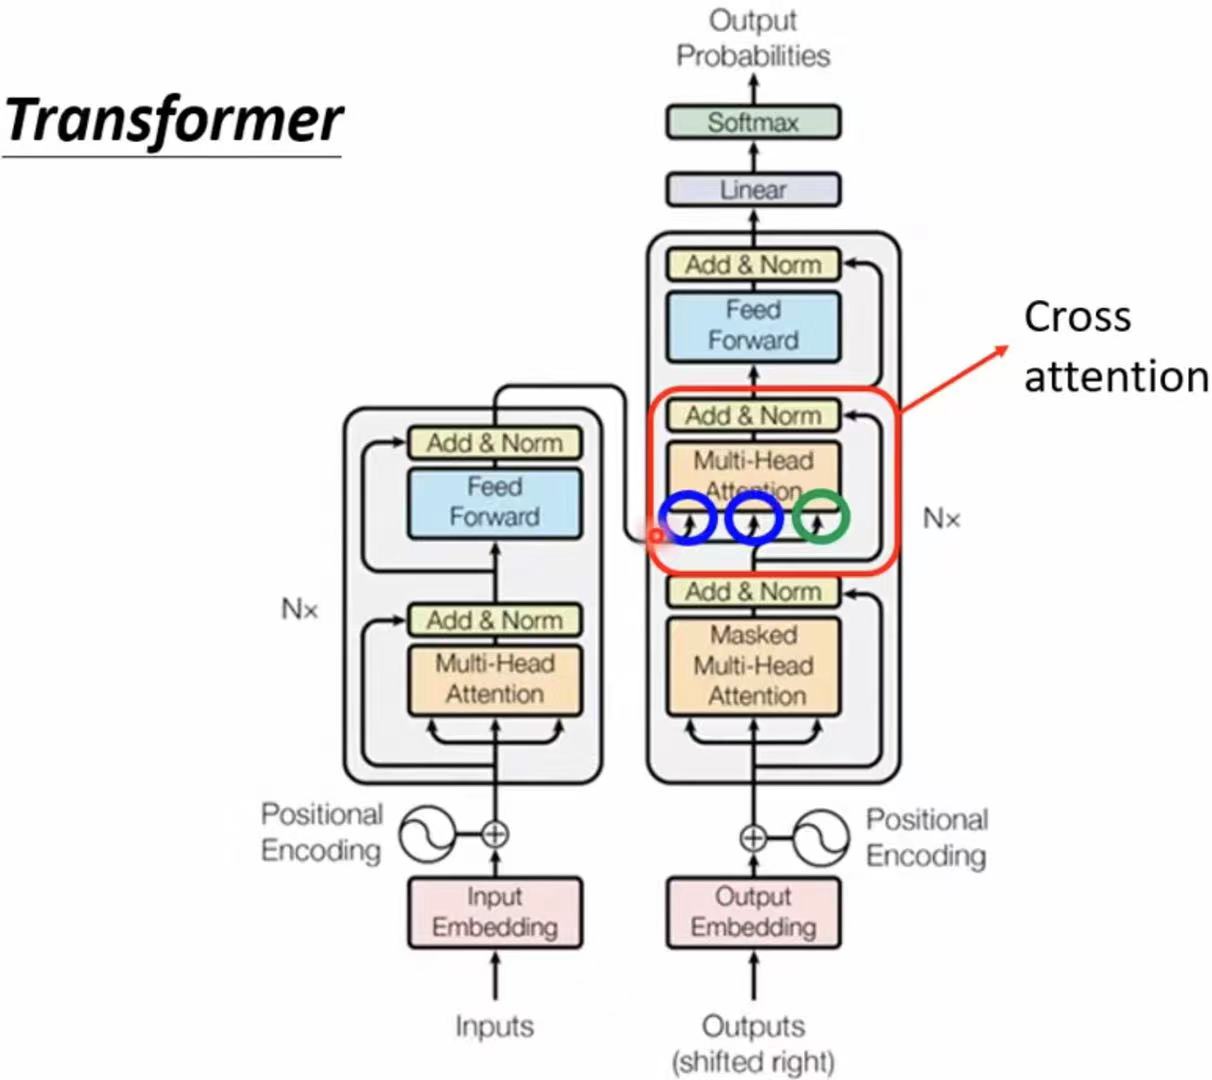 Transformer
Output
Probabilities
Softmax
Linear
Add & Norm
Feed
Forward
Add & Norm
Multi-Head
Attention
Cross
attention
Nx
Add & Norm
Masked
Multi-Head
Attention
Add & Norm
Feed
Forward
Nx
Add & Norm
Multi-Head
Attention
Positional
Encoding
Positional
Encoding
Input
Embedding
Output
Embedding
Inputs
Outputs
(shifted right)